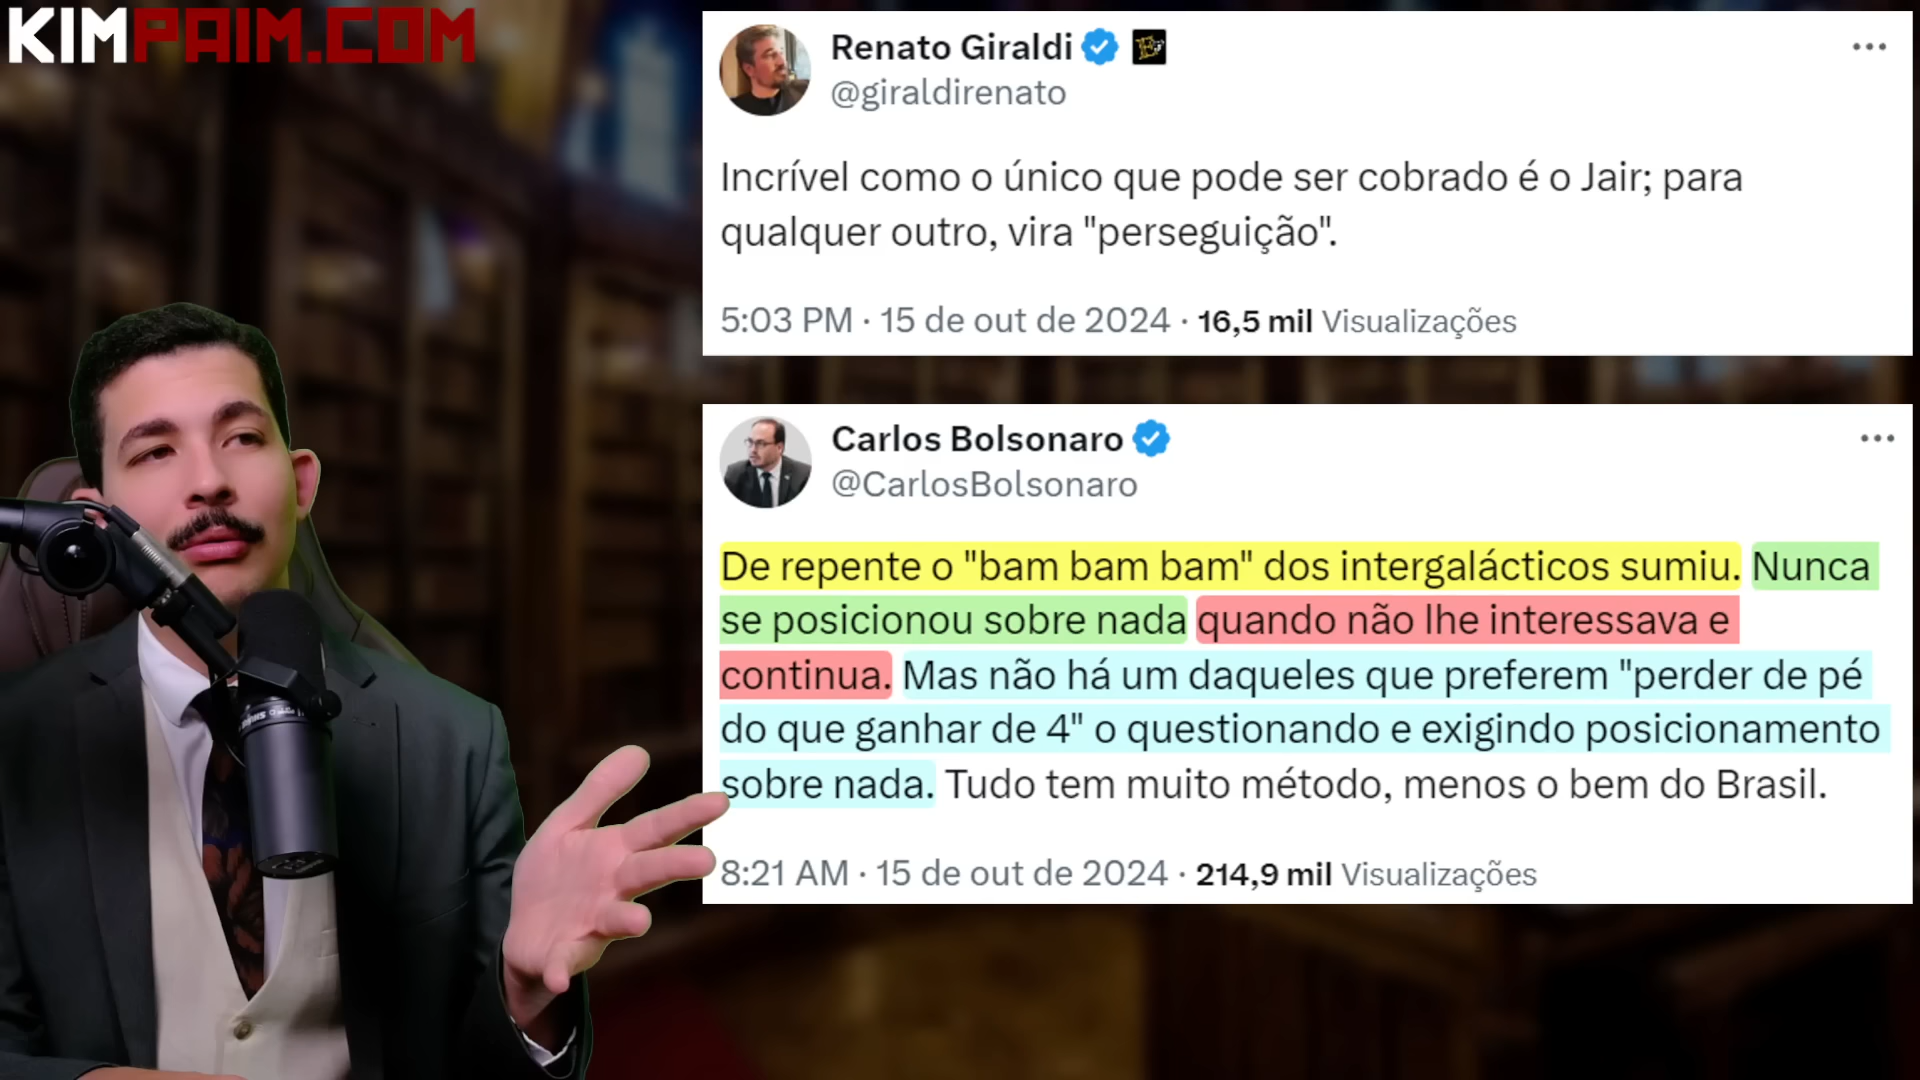 KIMPAIM.COM
Renato Giraldi
@giraldirenato
Incrível como o único que pode ser cobrado é o Jair; para
qualquer outro, vira "perseguição".
5:03 PM · 15 de out de 2024 · 16,5 mil Visualizações
Carlos Bolsonaro
@CarlosBolsonaro
De repente o "bam bam bam" dos intergalácticos sumiu. Nunca
se posicionou sobre nada quando não lhe interessava e
continua. Mas não há um daqueles que preferem "perder de pé
do que ganhar de 4" o questionando e exigindo posicionamento
sobre nada. Tudo tem muito método, menos o bem do Brasil.
8:21 AM · 15 de out de 2024 · 214,9 mil Visualizações